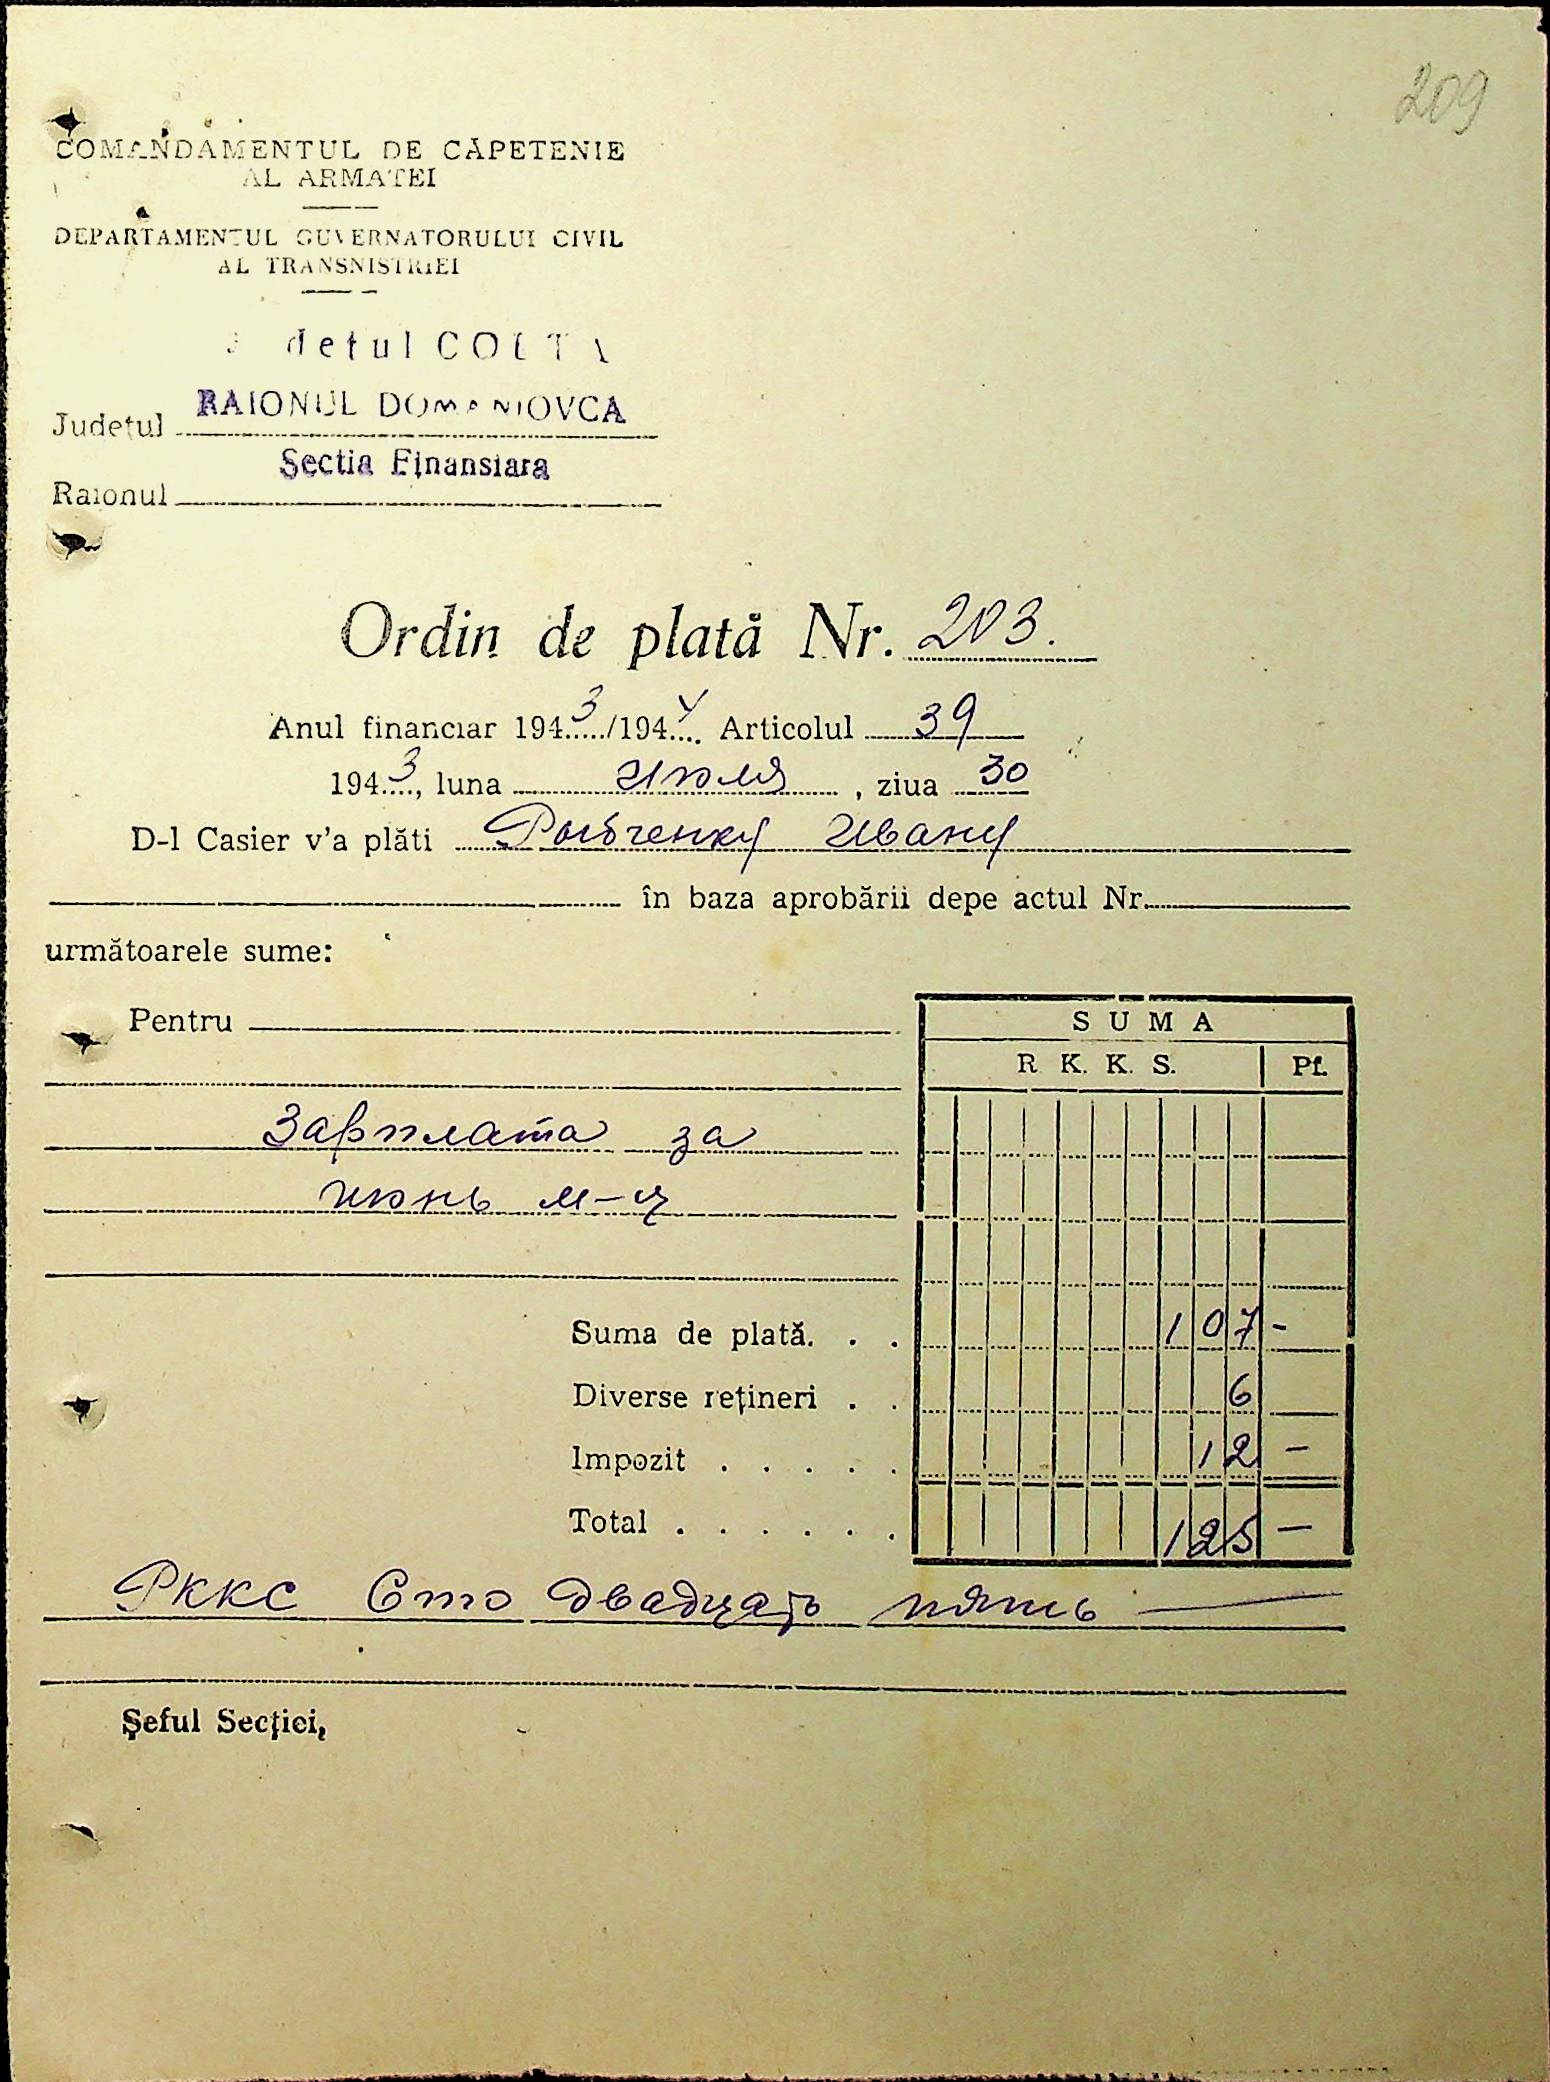 209
COMANDAMENTUL DE CĂPETENIE
AL ARMATEI
DEPARTAMENTUL GUVERNATORULUI CIVIL
AL TRANSNISTRIEI
detul COLTA
RAIONUL DOMANIOVCA
Județul
Sectia Finansiara
Raionul
Ordin de plată Nr. 203.
Anul financiar 1943/1944 Articolul 39
1943, luna июля, ziua 30
D-l Casier v'a plăti Рыбченку Ивану
în baza aprobării depe actul Nr.
următoarele sume:
Pentru
SUMA
R K. K. S. Pf.
Зарплата за
июнь м-ц
Suma de plată. . . 107 -
Diverse rețineri . . 6
Impozit . . . . . 12 -
Total . . . . . . 125 -
РККС Сто двадцать пять
Șeful Secției,